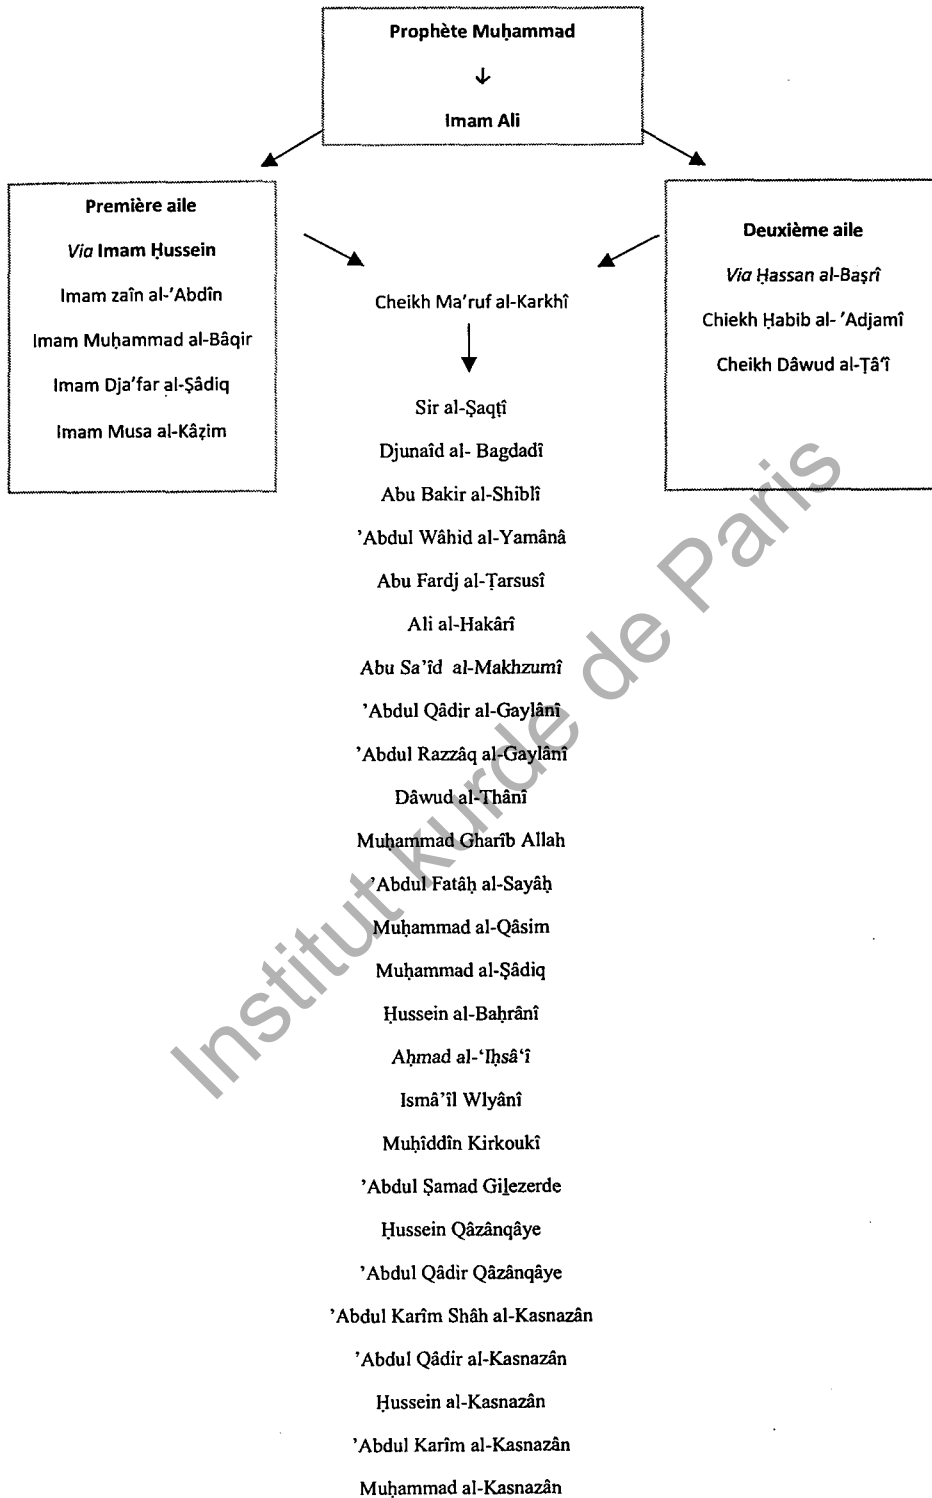 Prophète Muḥammad
↓
Imam Ali
Première aile
Via Imam Ḥussein
Imam zaîn al-’Abdîn
Imam Muḥammad al-Bâqir
Imam Dja’far al-Ṣâdiq
Imam Musa al-Kâẓim
Deuxième aile
Via Ḥassan al-Baṣrî
Chiekh Ḥabib al- ’Adjamî
Cheikh Dâwud al-Ṭâ‘î
Cheikh Ma’ruf al-Karkhî
Sir al-Ṣaqṭî
Djunaîd al- Bagdadî
Abu Bakir al-Shiblî
’Abdul Wâhid al-Yamânâ
Abu Fardj al-Ṭarsusî
Ali al-Hakârî
Abu Sa’îd al-Makhzumî
’Abdul Qâdir al-Gaylânî
’Abdul Razzâq al-Gaylânî
Dâwud al-Thânî
Muḥammad Gharîb Allah
’Abdul Fatâḥ al-Sayâḥ
Muḥammad al-Qâsim
Muḥammad al-Ṣâdiq
Ḥussein al-Baḥrânî
Aḥmad al-‘Iḥsâ‘î
Ismâ’îl Wlyânî
Muḥîddîn Kirkoukî
’Abdul Ṣamad Giḻezerde
Ḥussein Qâzânqâye
’Abdul Qâdir Qâzânqâye
’Abdul Karîm Shâh al-Kasnazân
’Abdul Qâdir al-Kasnazân
Ḥussein al-Kasnazân
’Abdul Karîm al-Kasnazân
Muḥammad al-Kasnazân
Institut kurde de Paris